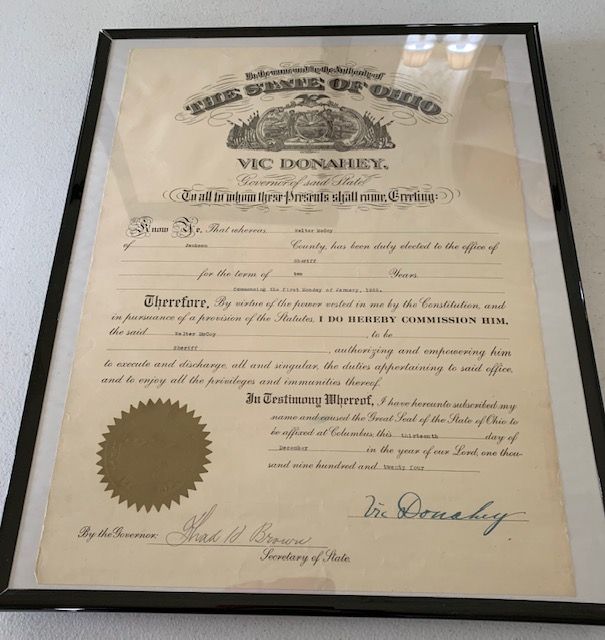 In the name and by the Authority of
THE STATE OF OHIO
VIC DONAHEY,
Governor of said State,
To all to whom these Presents shall come, Greeting:
Know Ye, That whereas, Walter McCoy
of Jackson County, has been duly elected to the office of
Sheriff
for the term of two Years.
Commencing the first Monday of January, 1925.
Therefore, By virtue of the power vested in me by the Constitution, and
in pursuance of a provision of the Statutes, I DO HEREBY COMMISSION HIM,
the said Walter McCoy, to be
Sheriff, authorizing and empowering him
to execute and discharge, all and singular, the duties appertaining to said office,
and to enjoy all the privileges and immunities thereof.
In Testimony Whereof, I have hereunto subscribed my
name and caused the Great Seal of the State of Ohio to
be affixed at Columbus, this thirteenth day of
December in the year of our Lord, one thou-
sand nine hundred and twenty four
Vic Donahey
By the Governor: Thad H Brown
Secretary of State.